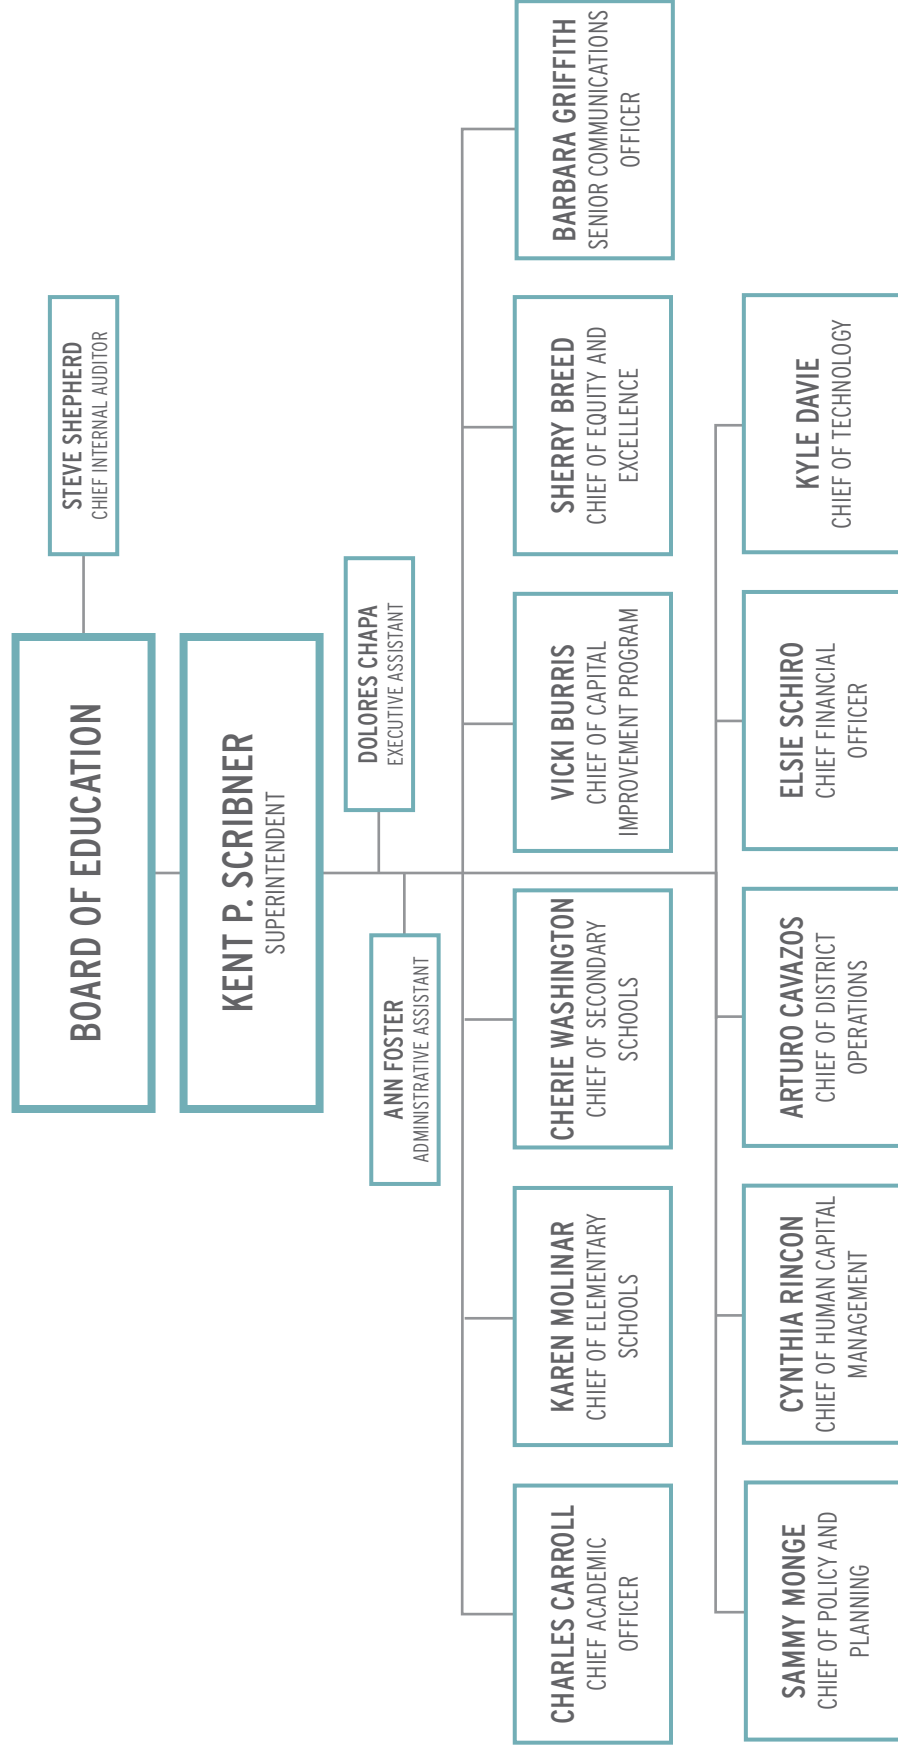 BOARD OF EDUCATION
STEVE SHEPHERD
CHIEF INTERNAL AUDITOR
KENT P. SCRIBNER
SUPERINTENDENT
DOLORES CHAPA
EXECUTIVE ASSISTANT
ANN FOSTER
ADMINISTRATIVE ASSISTANT
CHARLES CARROLL
CHIEF ACADEMIC
OFFICER
KAREN MOLINAR
CHIEF OF ELEMENTARY
SCHOOLS
CHERIE WASHINGTON
CHIEF OF SECONDARY
SCHOOLS
VICKI BURRIS
CHIEF OF CAPITAL
IMPROVEMENT PROGRAM
SHERRY BREED
CHIEF OF EQUITY AND
EXCELLENCE
BARBARA GRIFFITH
SENIOR COMMUNICATIONS
OFFICER
SAMMY MONGE
CHIEF OF POLICY AND
PLANNING
CYNTHIA RINCON
CHIEF OF HUMAN CAPITAL
MANAGEMENT
ARTURO CAVAZOS
CHIEF OF DISTRICT
OPERATIONS
ELSIE SCHIRO
CHIEF FINANCIAL
OFFICER
KYLE DAVIE
CHIEF OF TECHNOLOGY